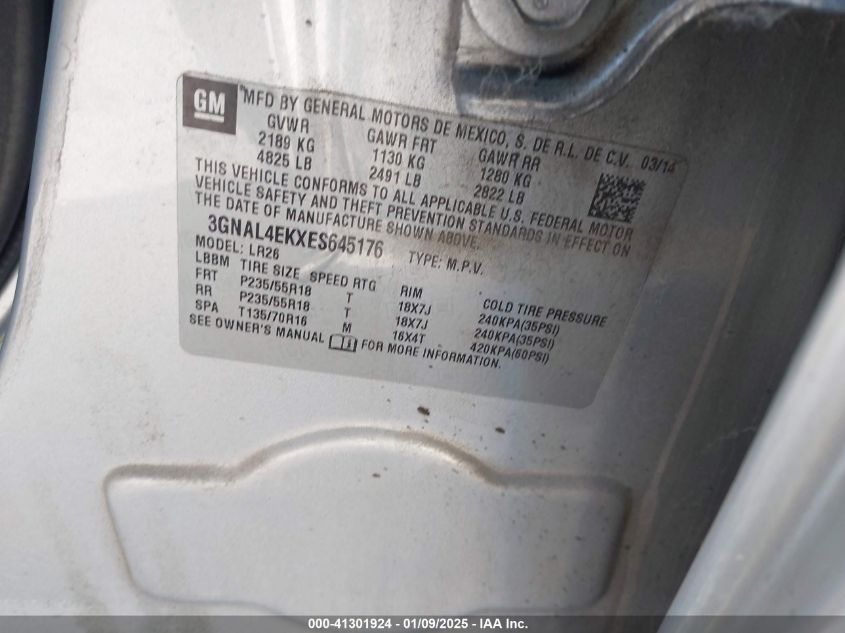 GM
MFD BY GENERAL MOTORS DE MEXICO, S. DE R.L. DE C.V. 03/14
GVWR GAWR FRT GAWR RR
2189 KG 1130 KG 1280 KG
4825 LB 2491 LB 2822 LB
THIS VEHICLE CONFORMS TO ALL APPLICABLE U.S. FEDERAL MOTOR
VEHICLE SAFETY AND THEFT PREVENTION STANDARDS IN EFFECT ON
THE DATE OF MANUFACTURE SHOWN ABOVE.
3GNAL4EKXES645176 TYPE: M.P.V.
MODEL: LR26
LBBM TIRE SIZE SPEED RTG RIM COLD TIRE PRESSURE
FRT P235/55R18 T 18X7J 240KPA(35PSI)
RR P235/55R18 T 18X7J 240KPA(35PSI)
SPA T135/70R16 M 16X4T 420KPA(60PSI)
SEE OWNER'S MANUAL FOR MORE INFORMATION.
000-41301924 - 01/09/2025 - IAA Inc.